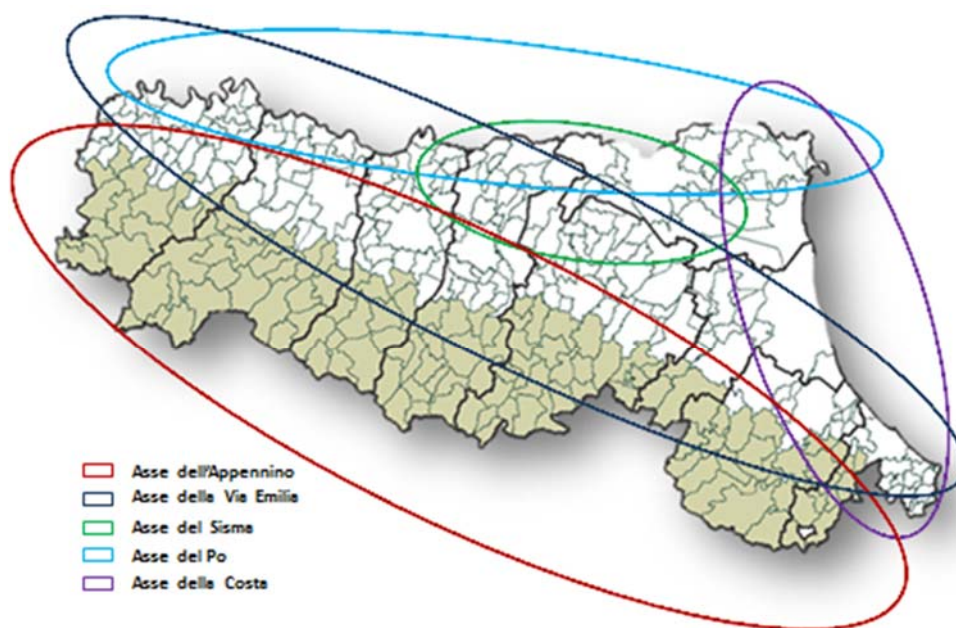 Asse dell'Appennino
Asse della Via Emilia
Asse del Sisma
Asse del Po
Asse della Costa